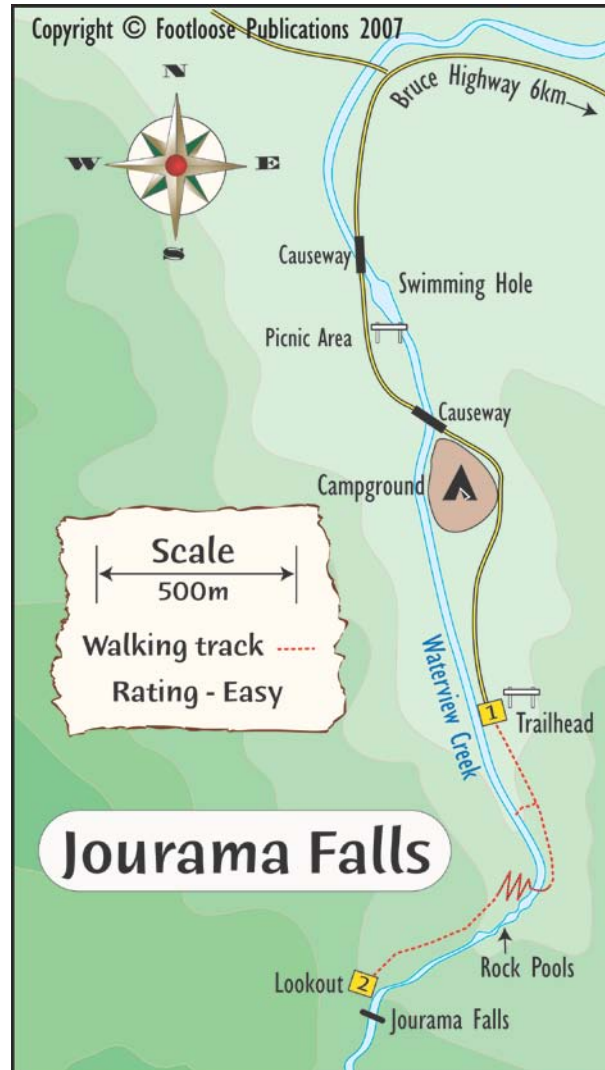 Copyright © Footloose Publications 2007
N
W
E
S
Bruce Highway 6km
Causeway
Swimming Hole
Picnic Area
Causeway
Campground
Scale
500m
Walking track
Rating - Easy
Waterview Creek
1
Trailhead
Jourama Falls
Rock Pools
Lookout
2
Jourama Falls